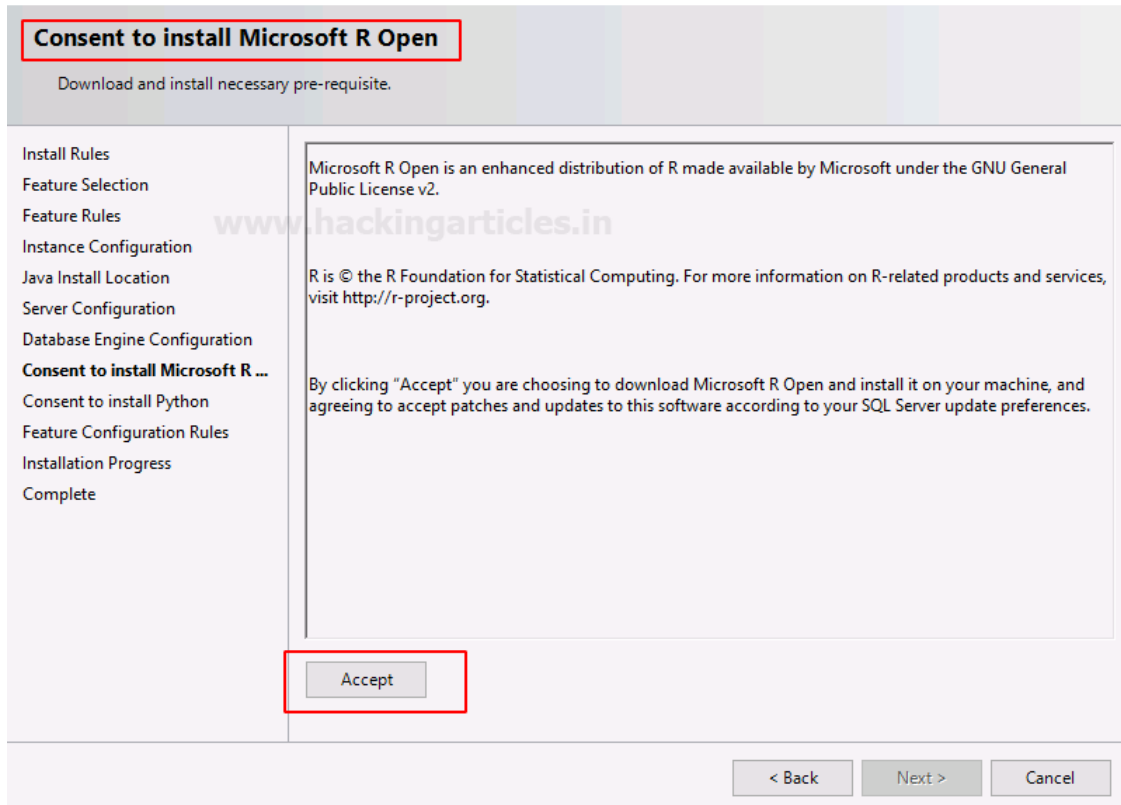 Consent to install Microsoft R Open
Download and install necessary pre-requisite.
Install Rules
Feature Selection
Feature Rules
Instance Configuration
Java Install Location
Server Configuration
Database Engine Configuration
Consent to install Microsoft R ...
Consent to install Python
Feature Configuration Rules
Installation Progress
Complete
Microsoft R Open is an enhanced distribution of R made available by Microsoft under the GNU General
Public License v2.
www.hackingarticles.in
R is © the R Foundation for Statistical Computing. For more information on R-related products and services,
visit http://r-project.org.
By clicking “Accept” you are choosing to download Microsoft R Open and install it on your machine, and
agreeing to accept patches and updates to this software according to your SQL Server update preferences.
Accept
< Back
Next >
Cancel